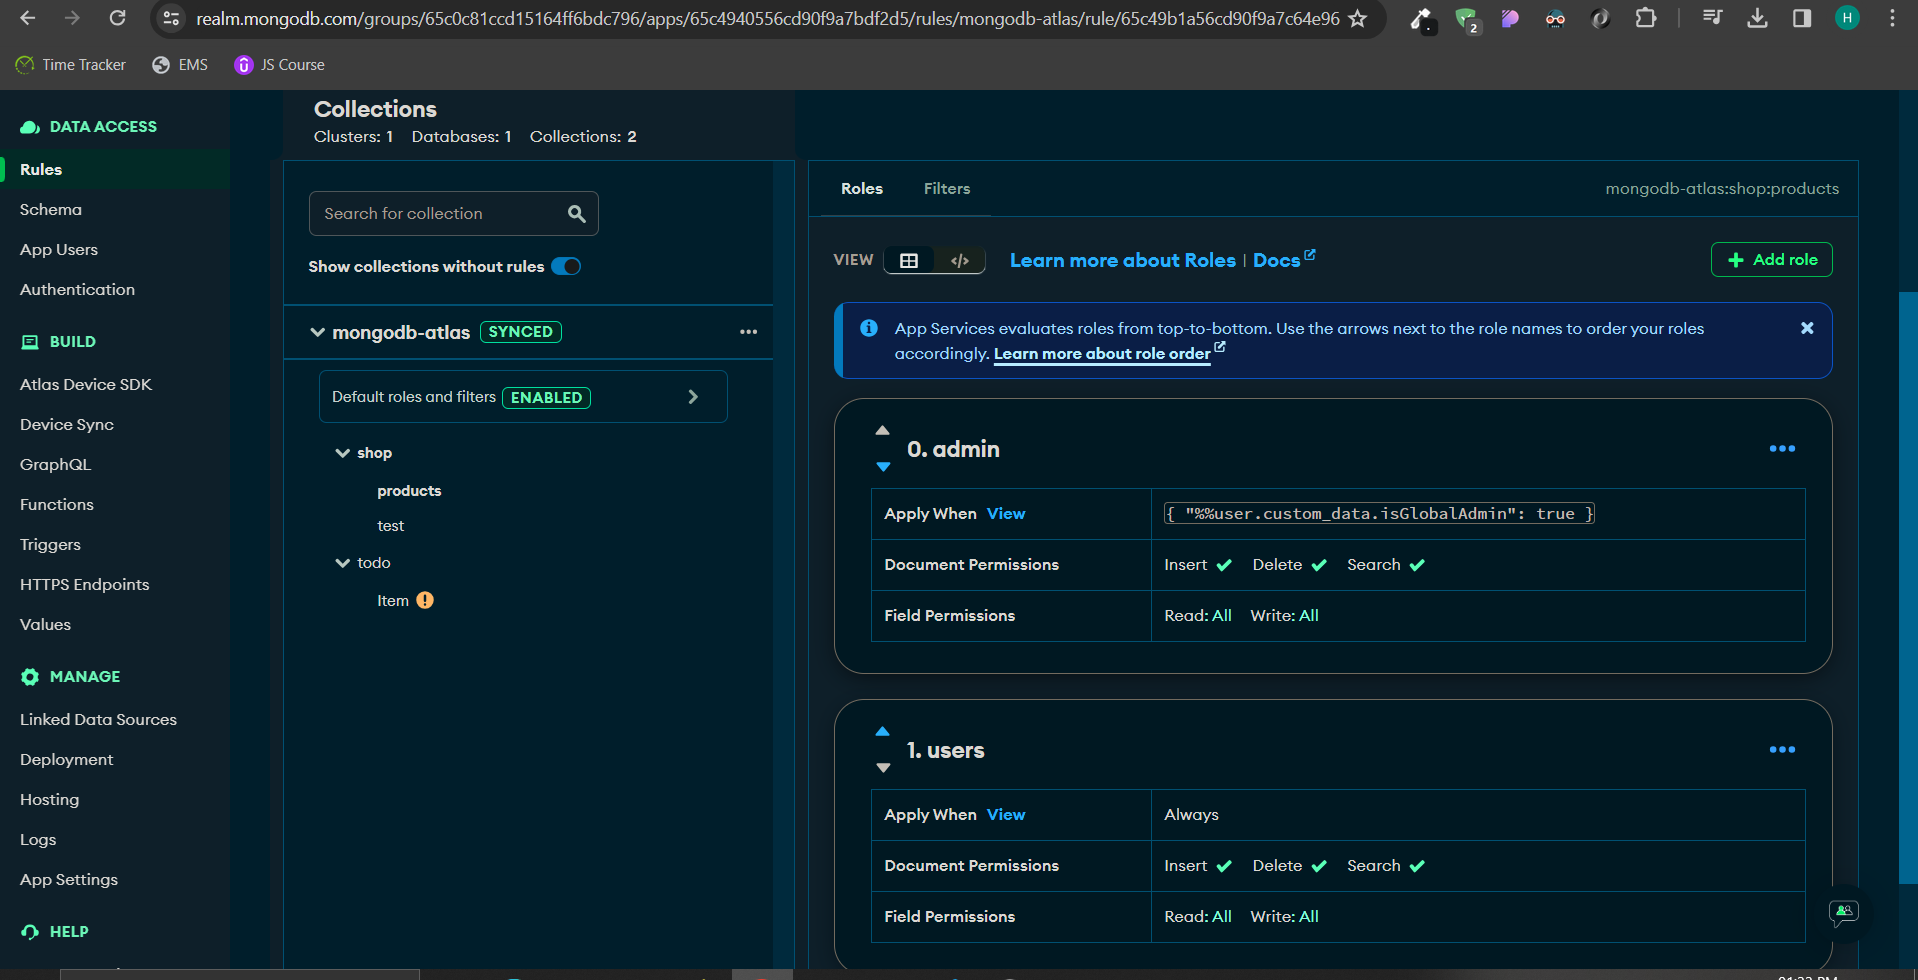 realm.mongodb.com/groups/65c0c81ccd15164ff6bdc796/apps/65c4940556cd90f9a7bdf2d5/rules/mongodb-atlas/rule/65c49b1a56cd90f9a7c64e96
2
H
Time Tracker
EMS
JS Course
DATA ACCESS
Rules
Schema
App Users
Authentication
BUILD
Atlas Device SDK
Device Sync
GraphQL
Functions
Triggers
HTTPS Endpoints
Values
MANAGE
Linked Data Sources
Deployment
Hosting
Logs
App Settings
HELP
Collections
Clusters: 1 Databases: 1 Collections: 2
Search for collection
Show collections without rules
mongodb-atlas SYNCED
Default roles and filters ENABLED
shop
products
test
todo
Item
Roles Filters mongodb-atlas:shop:products
VIEW </> Learn more about Roles | Docs + Add role
App Services evaluates roles from top-to-bottom. Use the arrows next to the role names to order your roles
accordingly. Learn more about role order
0. admin
Apply When View { "%%user.custom_data.isGlobalAdmin": true }
Document Permissions Insert Delete Search
Field Permissions Read: All Write: All
1. users
Apply When View Always
Document Permissions Insert Delete Search
Field Permissions Read: All Write: All